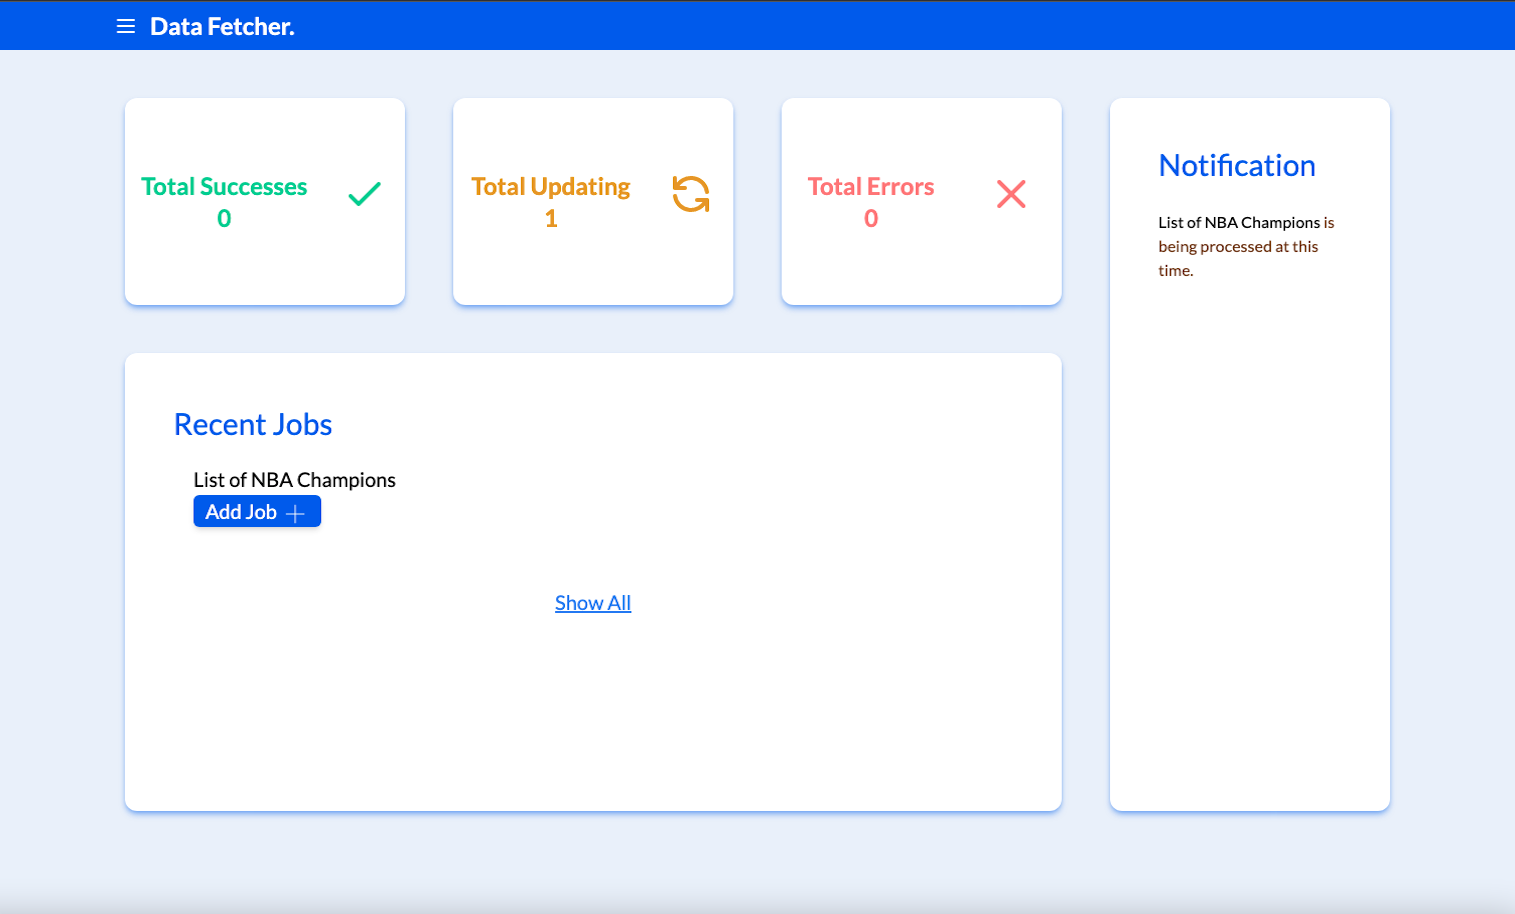 Data Fetcher.
Total Successes
0
Total Updating
1
Total Errors
0
Notification
List of NBA Champions is
being processed at this
time.
Recent Jobs
List of NBA Champions
Add Job
Show All